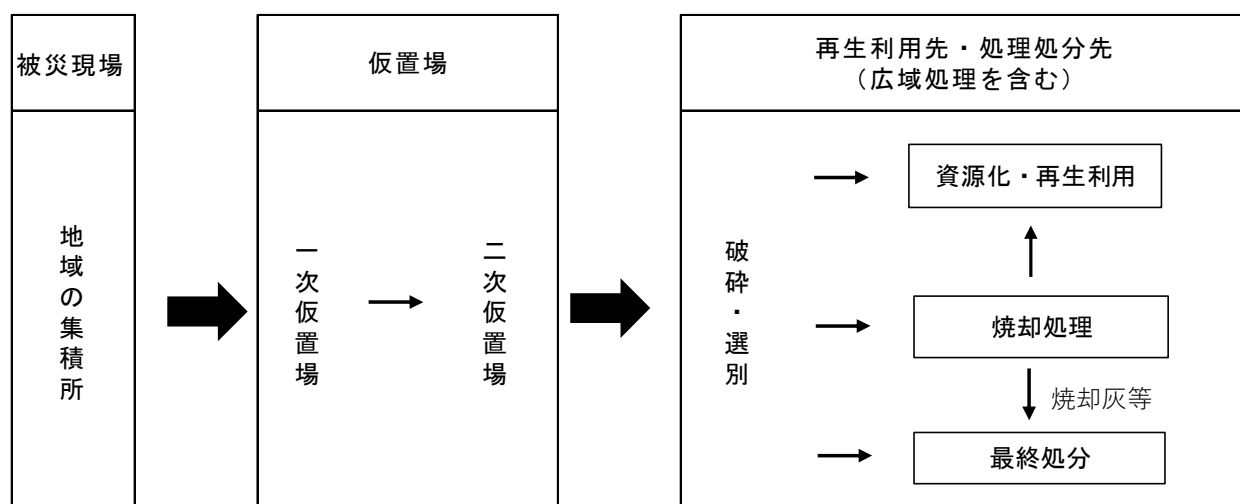 被災現場
仮置場
再生利用先・処理処分先
(広域処理を含む)
地域の集積所
一次仮置場
二次仮置場
破砕・選別
資源化・再生利用
焼却処理
焼却灰等
最終処分